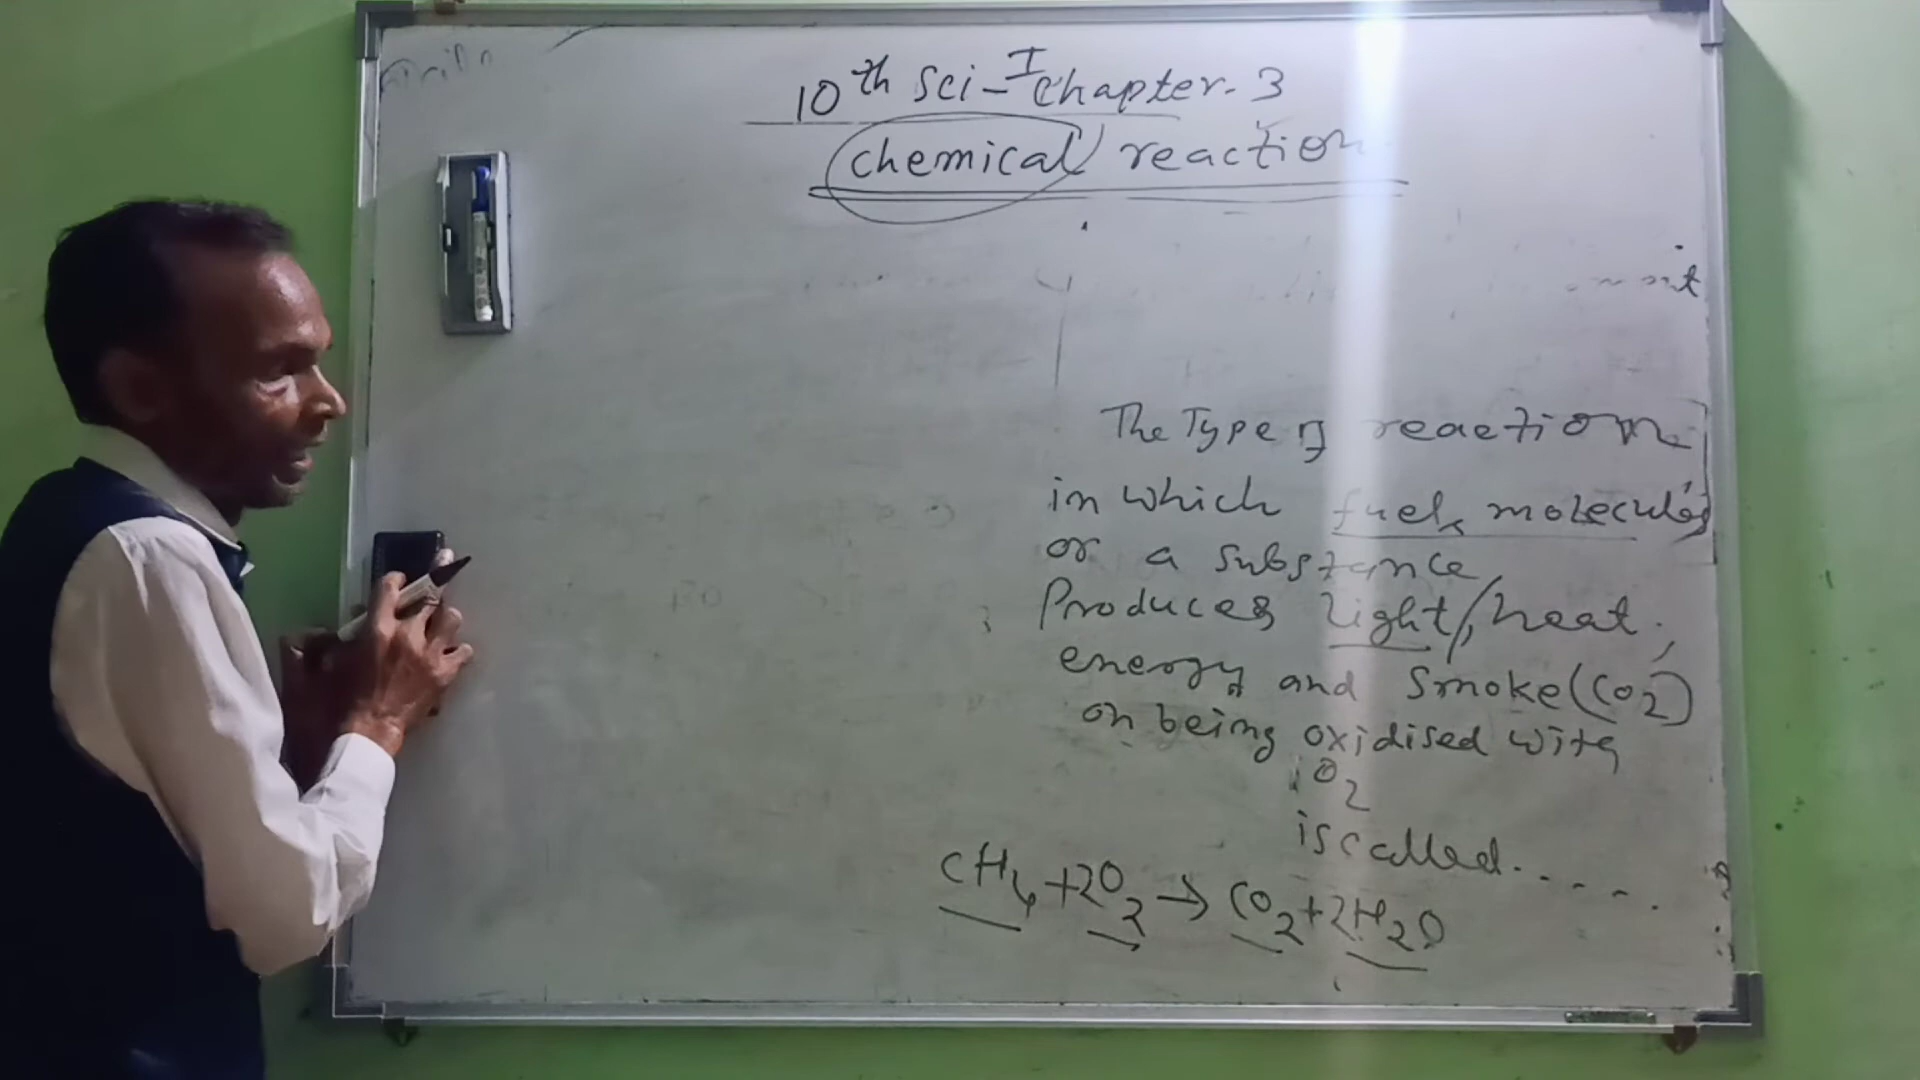 10th Sci-I Chapter-3
chemical reaction
The Type of reaction
in which fuel molecules
or a substance
Produces light/heat
energy and Smoke (CO2)
on being oxidised with
O2
is called.....
CH4+2O2→CO2+2H2O